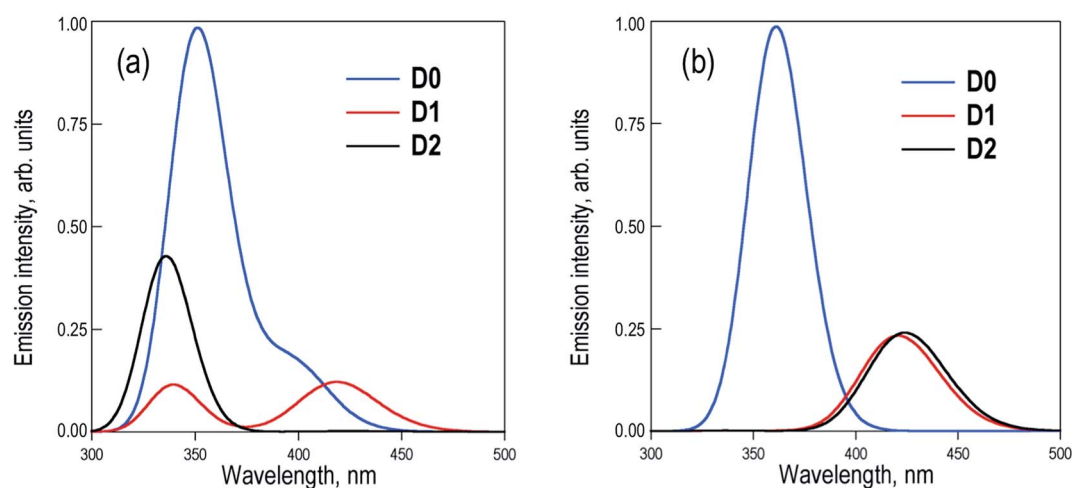 (a)
D0
D1
D2
Emission intensity, arb. units
1.00
0.75
0.50
0.25
0.00
300
350
400
450
500
Wavelength, nm
(b)
D0
D1
D2
Emission intensity, arb. units
1.00
0.75
0.50
0.25
0.00
300
350
400
450
500
Wavelength, nm